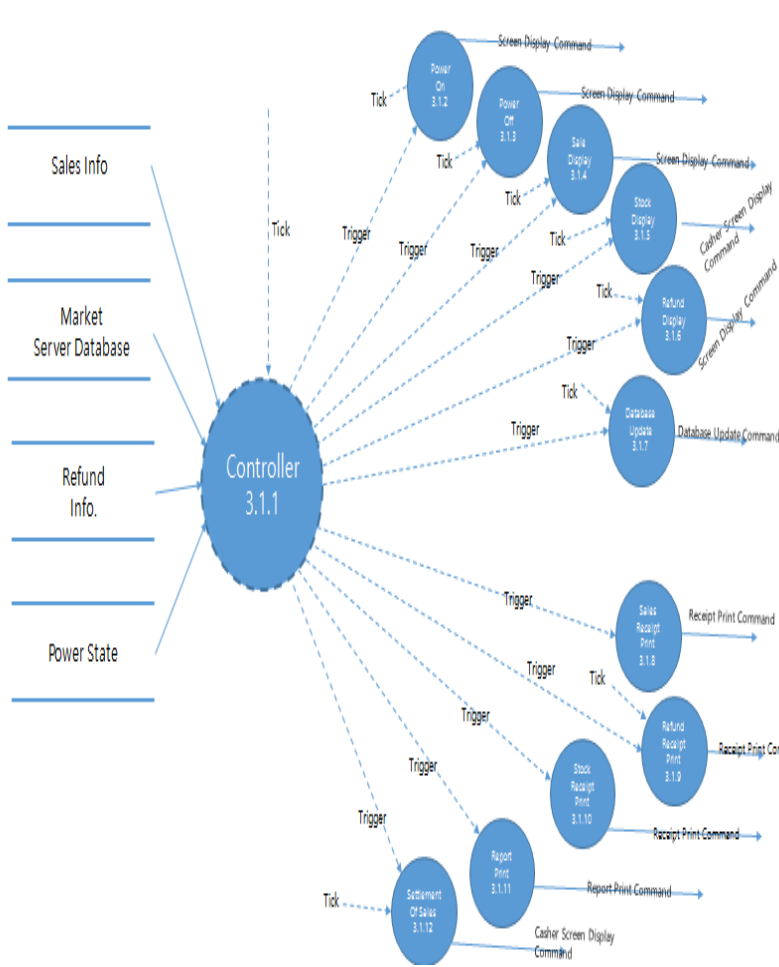 Screen Display Command
Power
On
3.1.2
Tick
Screen Display Command
Power
Off
3.1.3
Tick
Sale
Display
3.1.4
Screen Display Command
Tick
Stock
Display
3.1.5
Casher Screen Display
Command
Tick
Refund
Display
3.1.6
Screen Display Command
Tick
Database
Update
3.1.7
Database Update Command
Tick
Tick
Trigger
Trigger
Trigger
Trigger
Trigger
Trigger
Sales Info
Market
Server Database
Refund
Info.
Power State
Controller
3.1.1
Trigger
Sales
Receipt
Print
3.1.8
Receipt Print Command
Trigger
Tick
Refund
Receipt
Print
3.1.9
Receipt Print Co
Trigger
Stock
Receipt
Print
3.1.10
Receipt Print Command
Trigger
Report
Print
3.1.11
Report Print Command
Trigger
Tick
Settlement
Of Sales
3.1.12
Casher Screen Display
Command